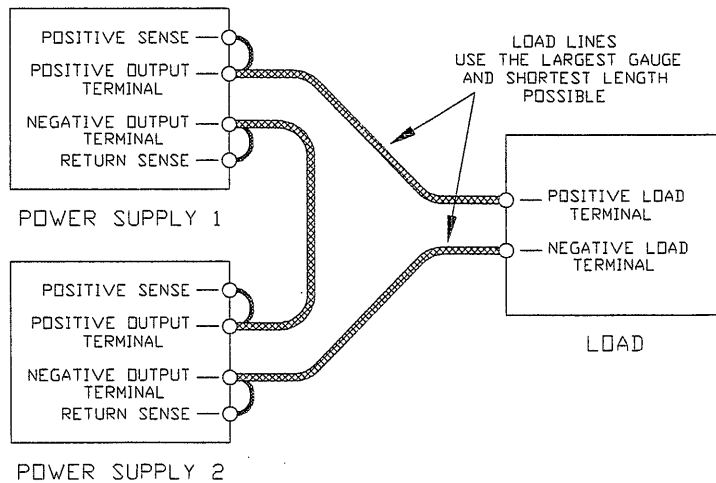 POSITIVE SENSE
POSITIVE OUTPUT
TERMINAL
NEGATIVE OUTPUT
TERMINAL
RETURN SENSE
POWER SUPPLY 1
LOAD LINES
USE THE LARGEST GAUGE
AND SHORTEST LENGTH
POSSIBLE
POSITIVE LOAD
TERMINAL
NEGATIVE LOAD
TERMINAL
LOAD
POSITIVE SENSE
POSITIVE OUTPUT
TERMINAL
NEGATIVE OUTPUT
TERMINAL
RETURN SENSE
POWER SUPPLY 2